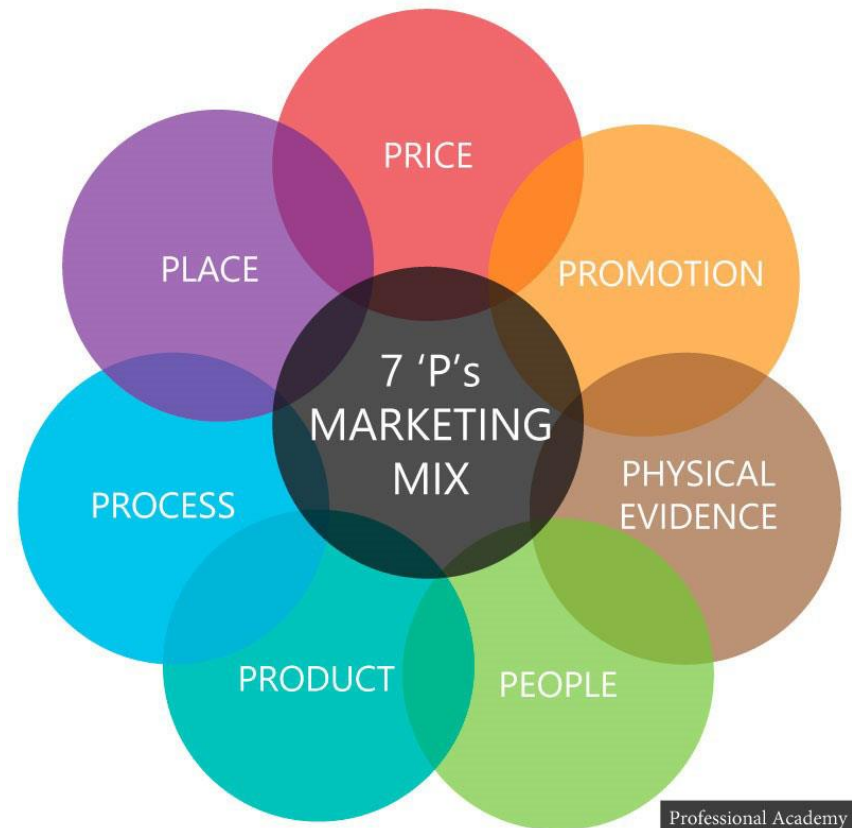 PRICE
PROMOTION
PLACE
7 ‘P’s
MARKETING
MIX
PHYSICAL
EVIDENCE
PROCESS
PRODUCT
PEOPLE
Professional Academy